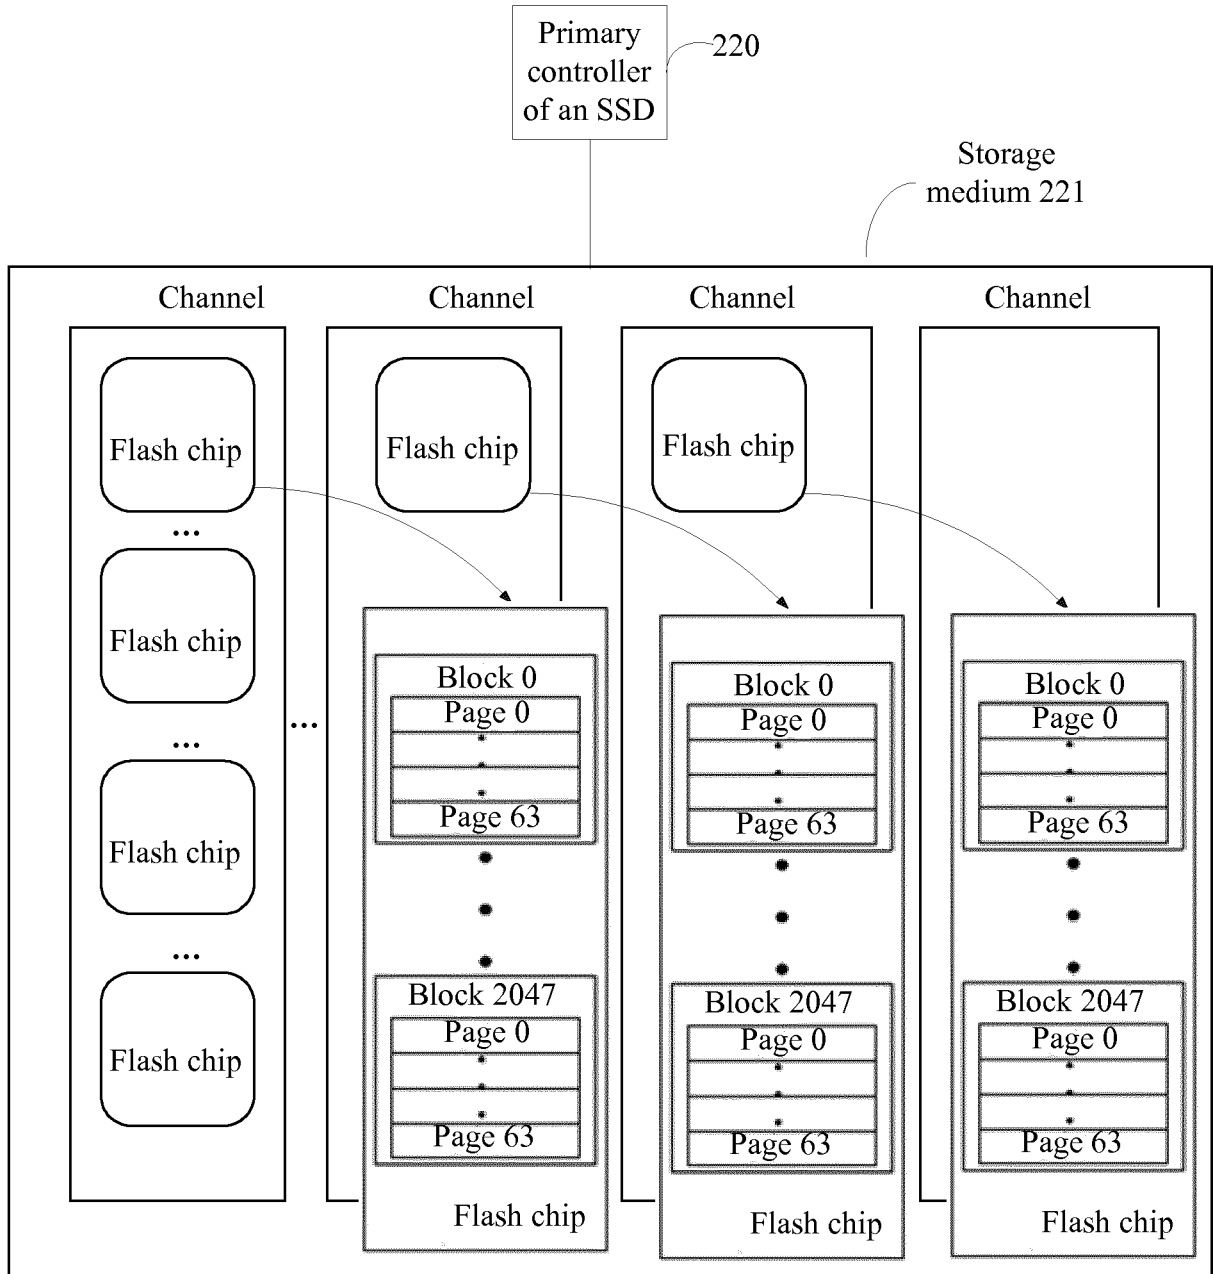 Primary
controller
of an SSD
220
Storage
medium 221
Channel
Channel
Channel
Channel
Flash chip
...
Flash chip
...
Flash chip
...
Flash chip
...
Flash chip
Block 0
Page 0
Page 63
Block 2047
Page 0
Page 63
Flash chip
Flash chip
Block 0
Page 0
Page 63
Block 2047
Page 0
Page 63
Flash chip
Block 0
Page 0
Page 63
Block 2047
Page 0
Page 63
Flash chip